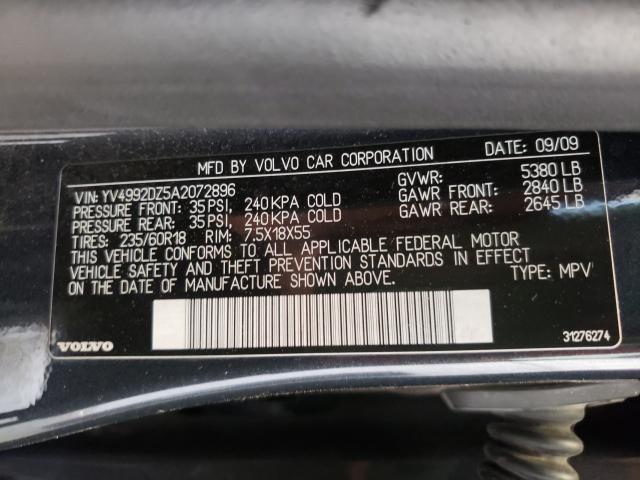 MFD BY VOLVO CAR CORPORATION DATE: 09/09
VIN: YV4992DZ5A2072896 GVWR: 5380 LB
PRESSURE FRONT: 35 PSI, 240 KPA COLD GAWR FRONT: 2840 LB
PRESSURE REAR: 35 PSI, 240 KPA COLD GAWR REAR: 2645 LB
TIRES: 235/60R18 RIM: 7.5X18X55
THIS VEHICLE CONFORMS TO ALL APPLICABLE FEDERAL MOTOR
VEHICLE SAFETY AND THEFT PREVENTION STANDARDS IN EFFECT
ON THE DATE OF MANUFACTURE SHOWN ABOVE. TYPE: MPV
VOLVO 31276274